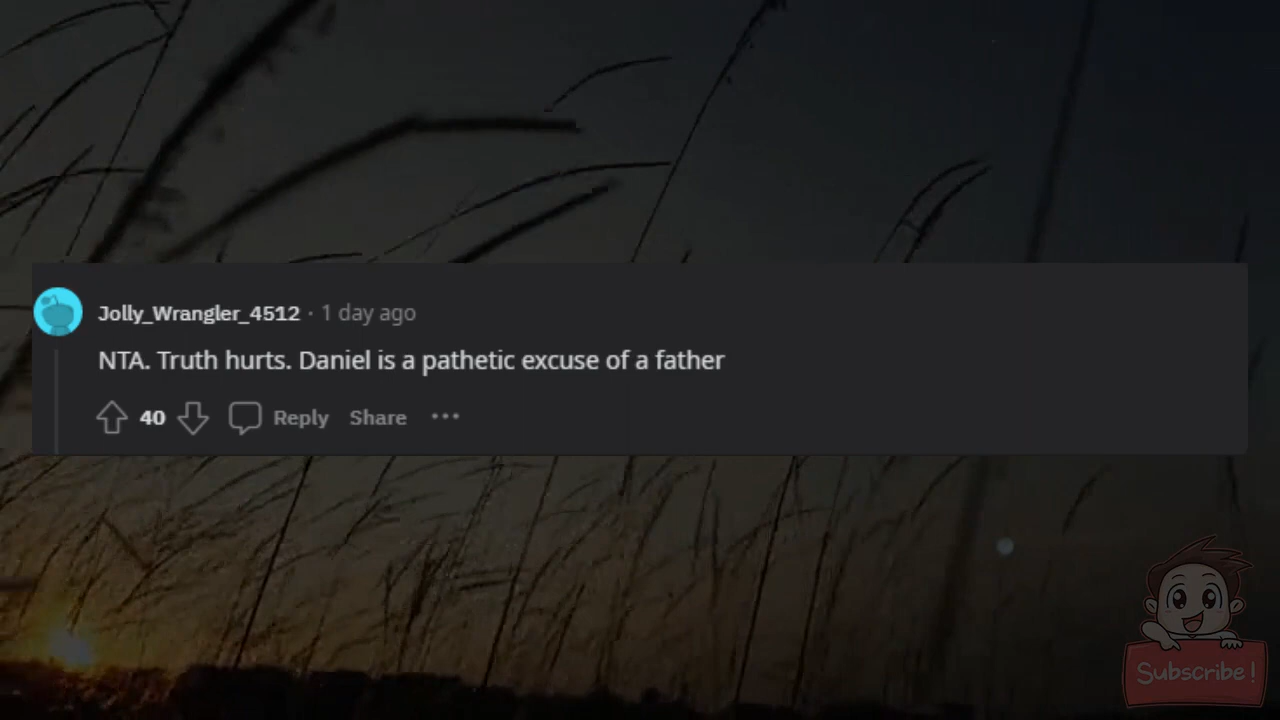 Jolly_Wrangler_4512 · 1 day ago
NTA. Truth hurts. Daniel is a pathetic excuse of a father
40 Reply Share ···
Subscribe!